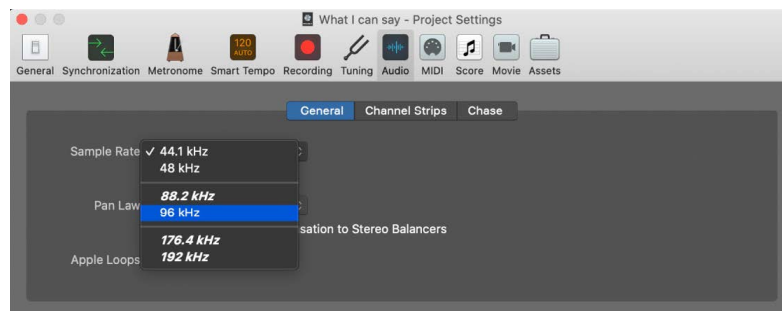 What I can say - Project Settings
120
AUTO
General Synchronization Metronome Smart Tempo Recording Tuning Audio MIDI Score Movie Assets
General Channel Strips Chase
Sample Rate ✓ 44.1 kHz
48 kHz
88.2 kHz
Pan Law
96 kHz
sation to Stereo Balancers
176.4 kHz
Apple Loops
192 kHz